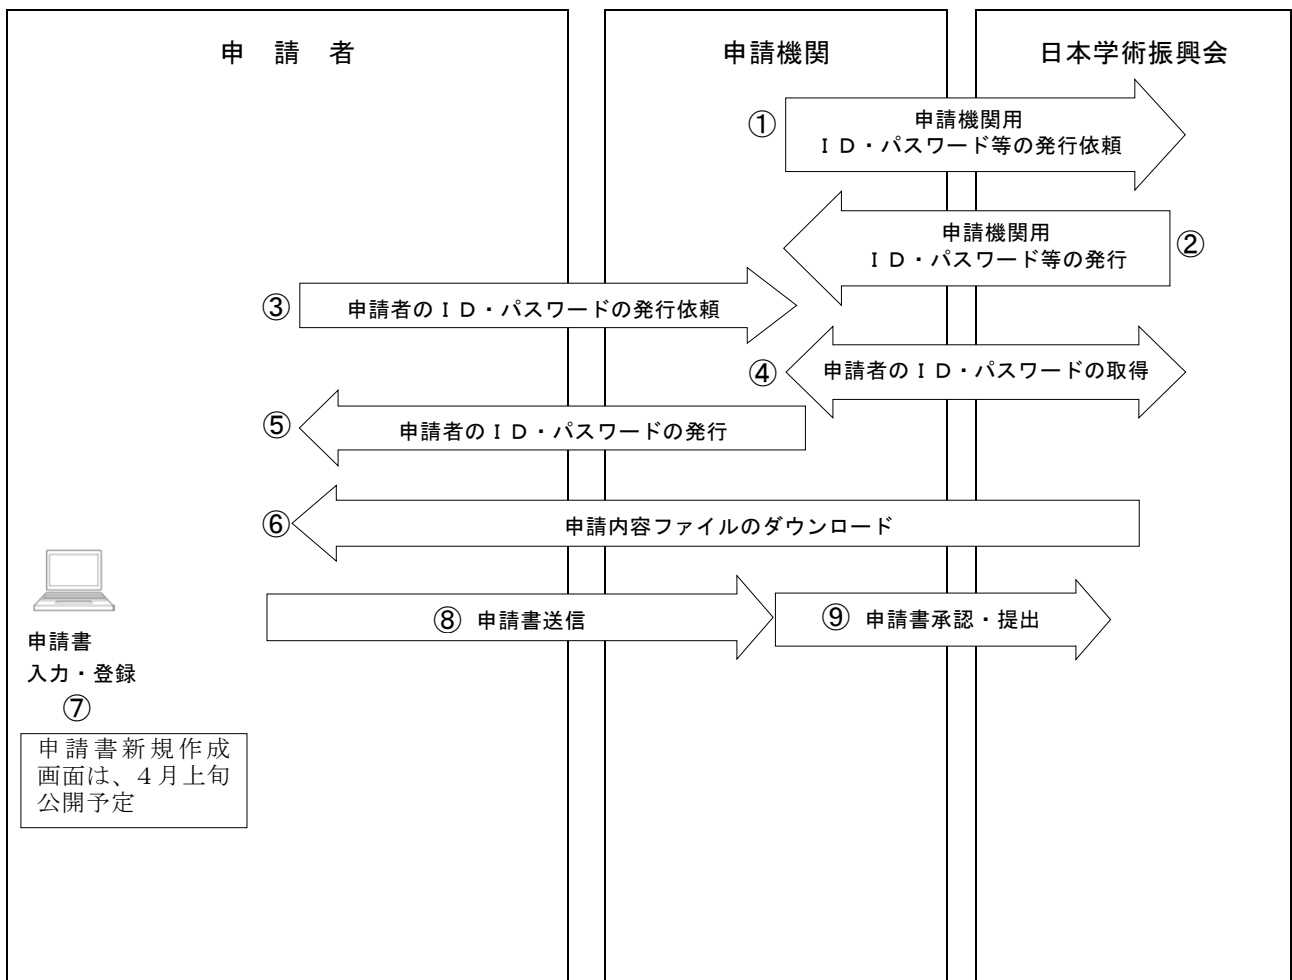 申 請 者
申請機関
日本学術振興会
①
申請機関用
ＩＤ・パスワード等の発行依頼
申請機関用
ＩＤ・パスワード等の発行
②
③
申請者のＩＤ・パスワードの発行依頼
④
申請者のＩＤ・パスワードの取得
⑤
申請者のＩＤ・パスワードの発行
⑥
申請内容ファイルのダウンロード
⑧ 申請書送信
⑨ 申請書承認・提出
申請書
入力・登録
⑦
申請書新規作成
画面は、４月上旬
公開予定